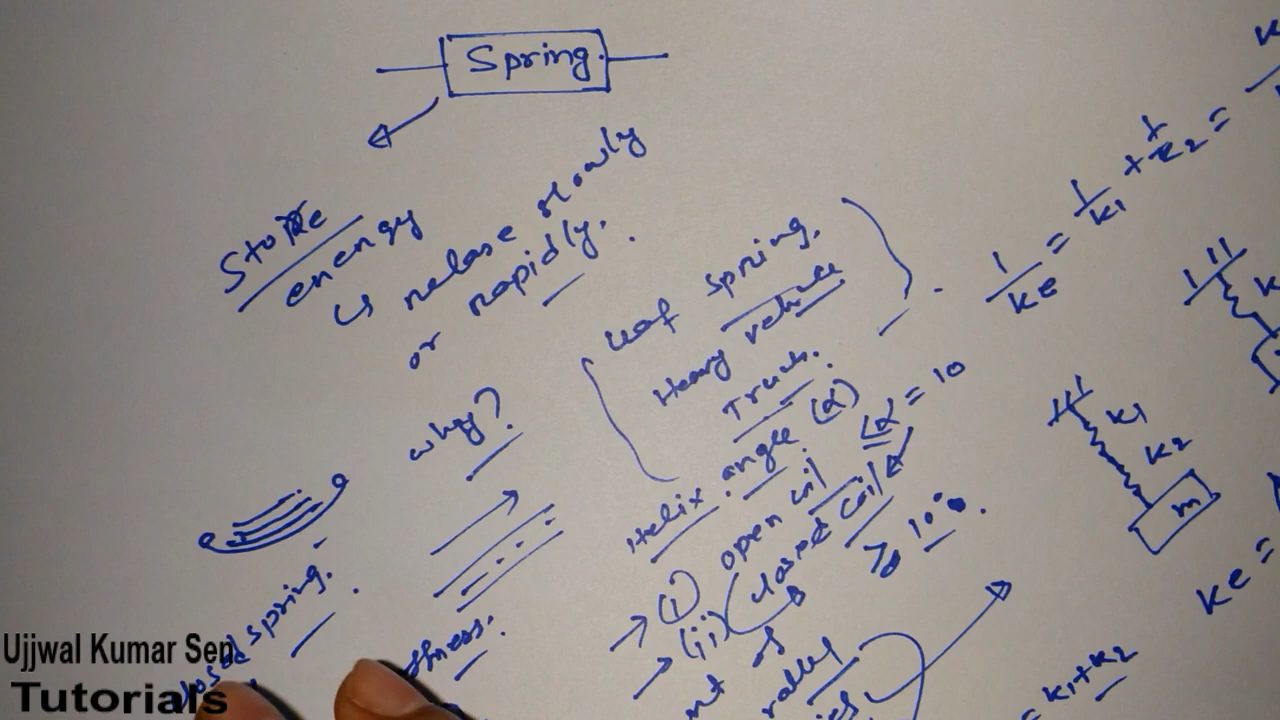 Spring
Store
energy
↳ relase slowly
or rapidly.
why?
leaf spring.
Heavy vehicle
Truck.
Helix angle (α)
→ (i) open coil ∠α = 10
→ (ii) closed coil
≥ 10°
spring.
1/ke = 1/k1 + 1/k2 =
k1
k2
m
ke =
= k1+k2
Ujjwal Kumar Sen
Tutorials